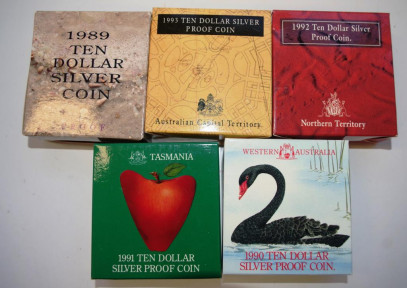 1989
TEN
DOLLAR
SILVER
COIN
1993 TEN DOLLAR SILVER
PROOF COIN
Australian Capital Territory.
1992 Ten Dollar Silver
Proof Coin.
Northern Territory
TASMANIA
1991 TEN DOLLAR
SILVER PROOF COIN
WESTERN AUSTRALIA
1990 TEN DOLLAR
SILVER PROOF COIN.